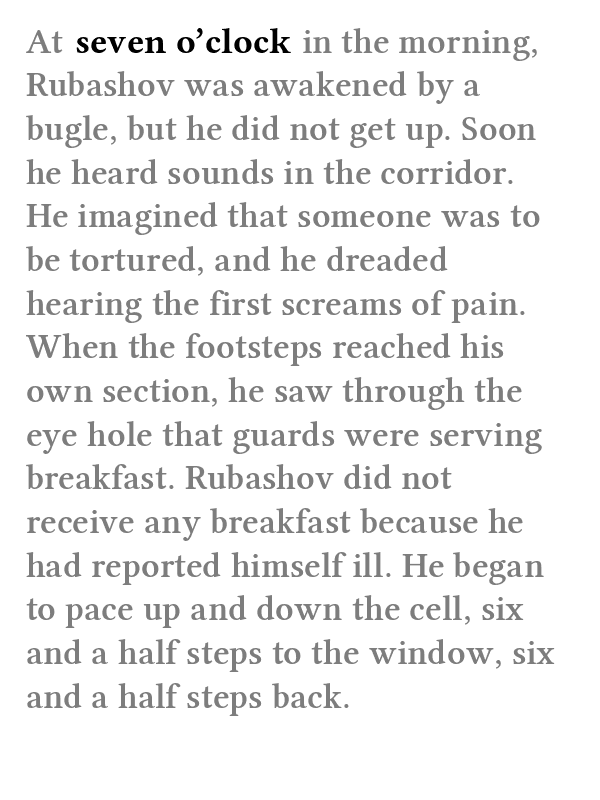 At seven o’clock in the morning,
Rubashov was awakened by a
bugle, but he did not get up. Soon
he heard sounds in the corridor.
He imagined that someone was to
be tortured, and he dreaded
hearing the first screams of pain.
When the footsteps reached his
own section, he saw through the
eye hole that guards were serving
breakfast. Rubashov did not
receive any breakfast because he
had reported himself ill. He began
to pace up and down the cell, six
and a half steps to the window, six
and a half steps back.